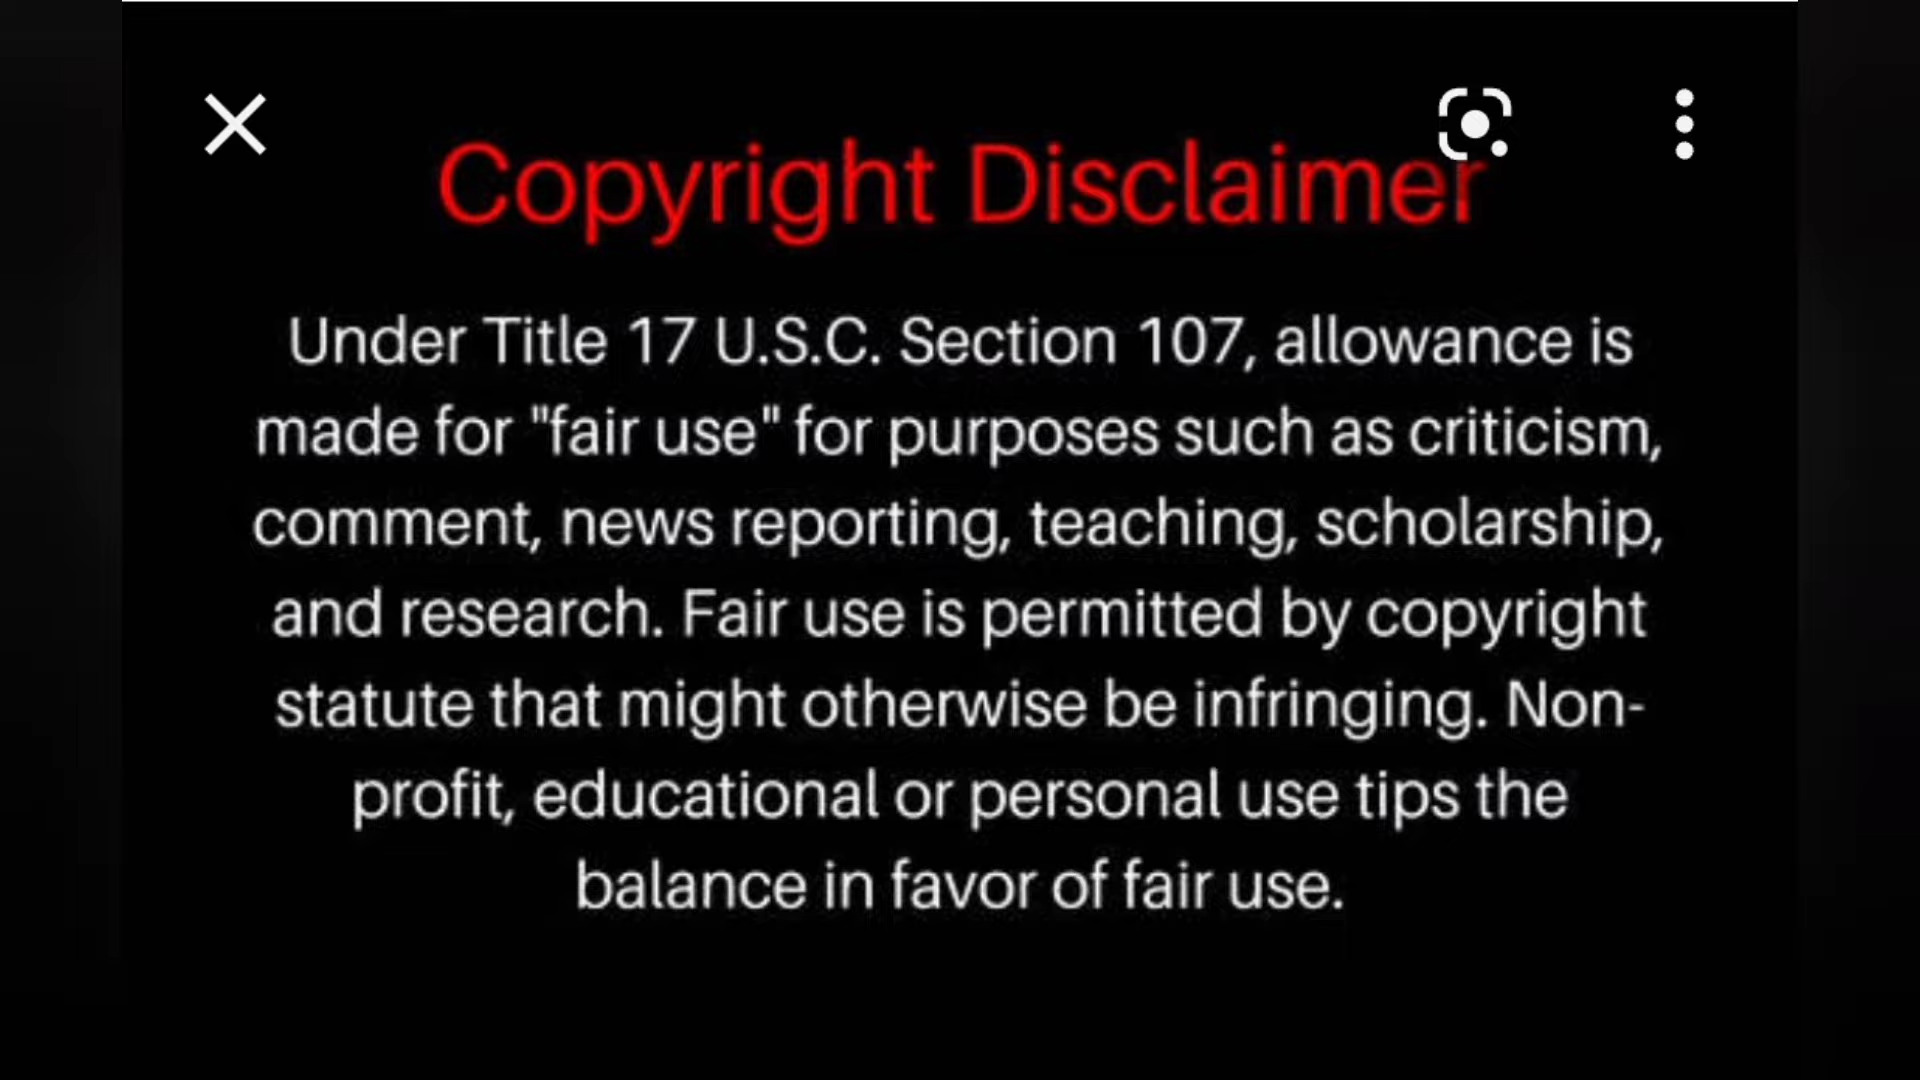 Copyright Disclaimer
Under Title 17 U.S.C. Section 107, allowance is
made for "fair use" for purposes such as criticism,
comment, news reporting, teaching, scholarship,
and research. Fair use is permitted by copyright
statute that might otherwise be infringing. Non-
profit, educational or personal use tips the
balance in favor of fair use.